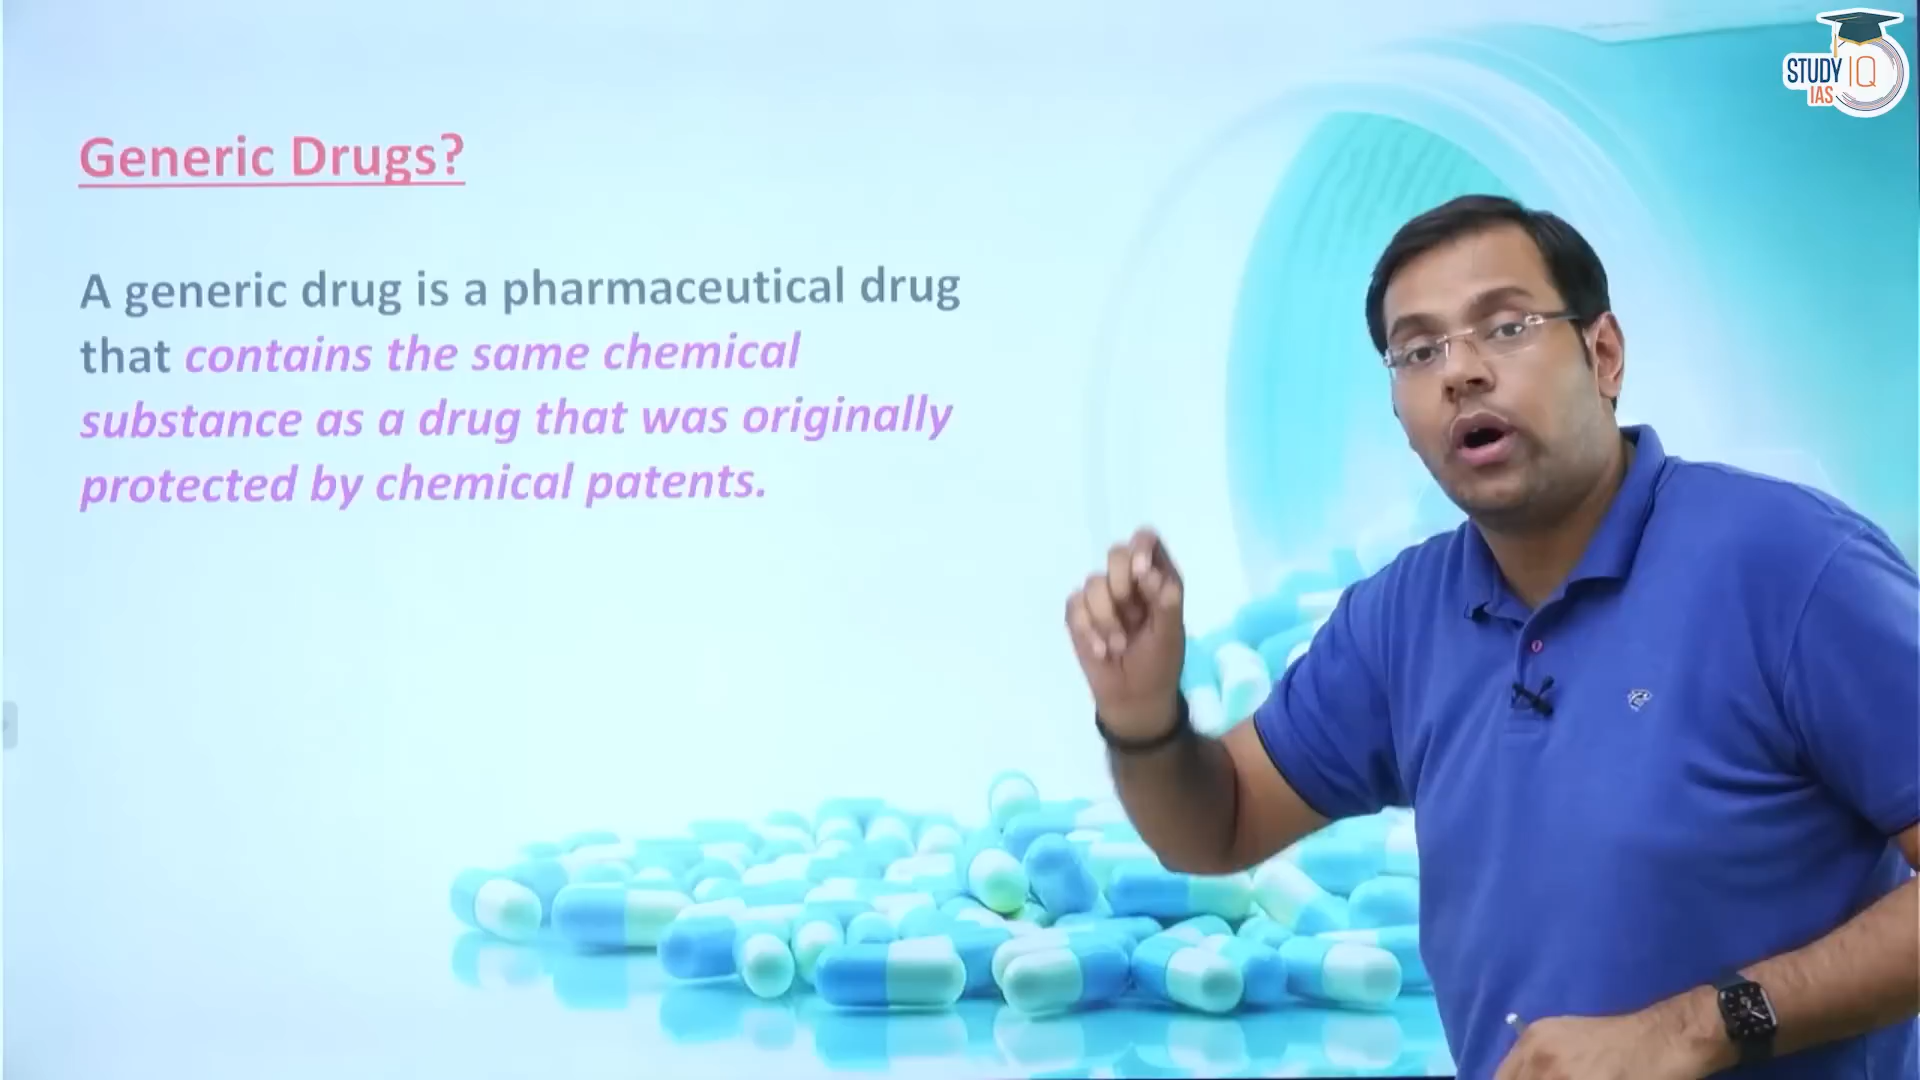 STUDY IQ
IAS
Generic Drugs?
A generic drug is a pharmaceutical drug
that contains the same chemical
substance as a drug that was originally
protected by chemical patents.